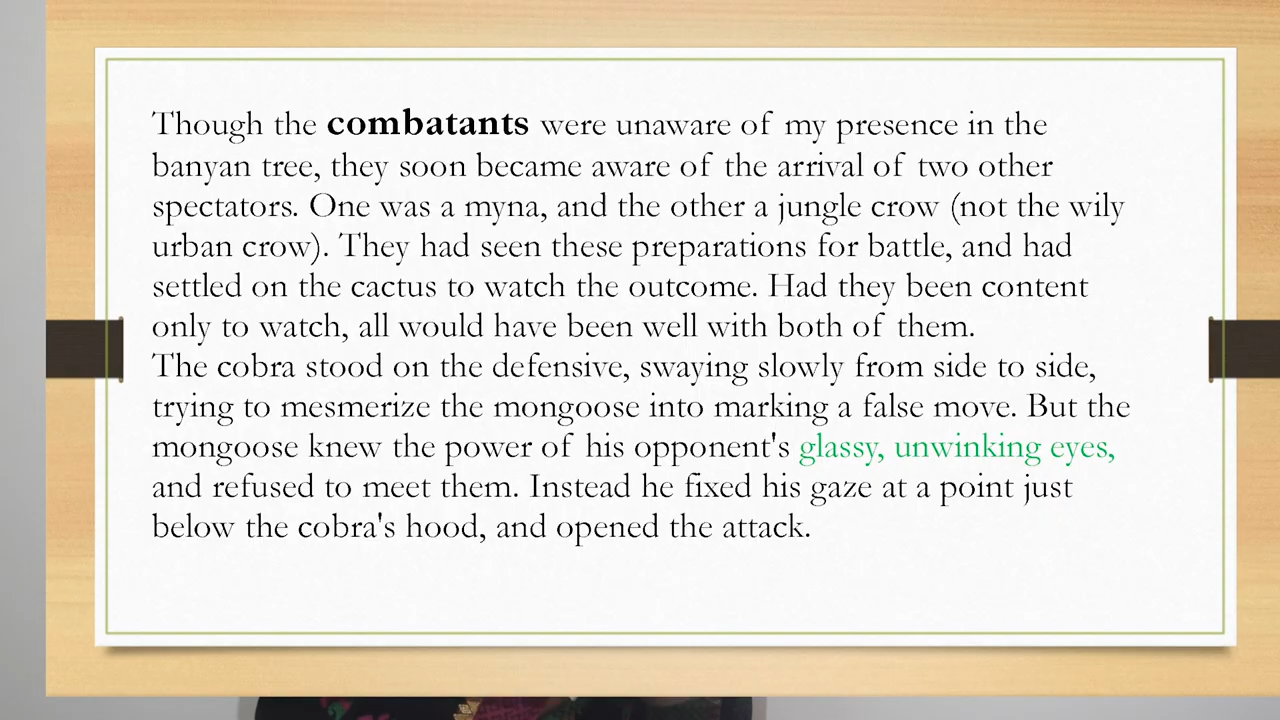 Though the combatants were unaware of my presence in the
banyan tree, they soon became aware of the arrival of two other
spectators. One was a myna, and the other a jungle crow (not the wily
urban crow). They had seen these preparations for battle, and had
settled on the cactus to watch the outcome. Had they been content
only to watch, all would have been well with both of them.
The cobra stood on the defensive, swaying slowly from side to side,
trying to mesmerize the mongoose into marking a false move. But the
mongoose knew the power of his opponent's glassy, unwinking eyes,
and refused to meet them. Instead he fixed his gaze at a point just
below the cobra's hood, and opened the attack.